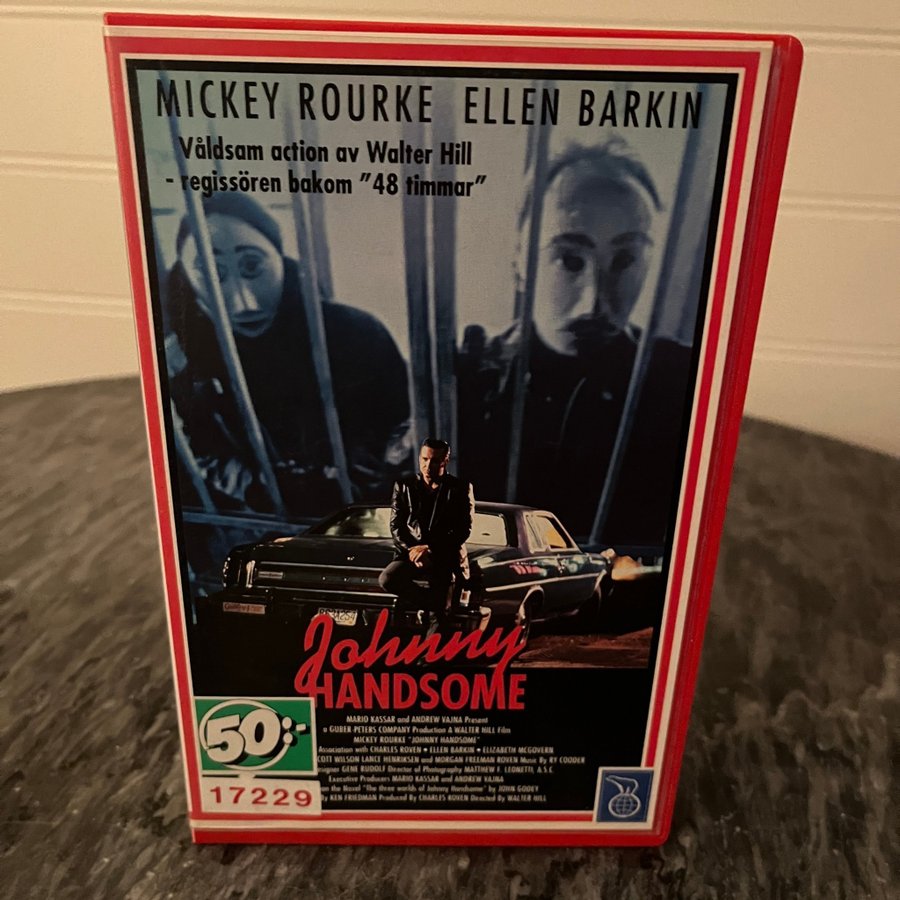 MICKEY ROURKE ELLEN BARKIN
Våldsam action av Walter Hill
- regissören bakom "48 timmar"
Johnny
HANDSOME
MARIO KASSAR and ANDREW VAJNA Present
a GUBER-PETERS COMPANY Production A WALTER HILL Film
MICKEY ROURKE "JOHNNY HANDSOME"
Association with CHARLES ROVEN • ELLEN BARKIN • ELIZABETH MCGOVERN
SCOTT WILSON LANCE HENRIKSEN and MORGAN FREEMAN ROVEN Music By RY COODER
GENE RUDOLF Director of Photography MATTHEW F. LEONETTI, A.S.C.
Executive Producers MARIO KASSAR and ANDREW VAJNA
on the Novel "The three worlds of Johnny Handsome" by JOHN GODEY
By KEN FRIEDMAN Produced By CHARLES ROVEN Directed By WALTER HILL
50:-
17229